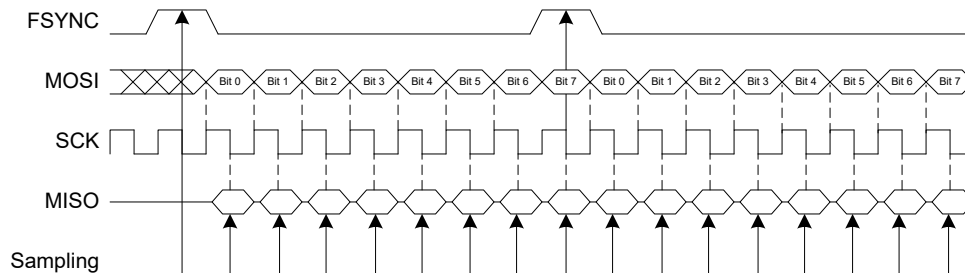 FSYNC
MOSI Bit 0 Bit 1 Bit 2 Bit 3 Bit 4 Bit 5 Bit 6 Bit 7 Bit 0 Bit 1 Bit 2 Bit 3 Bit 4 Bit 5 Bit 6 Bit 7
SCK
MISO
Sampling